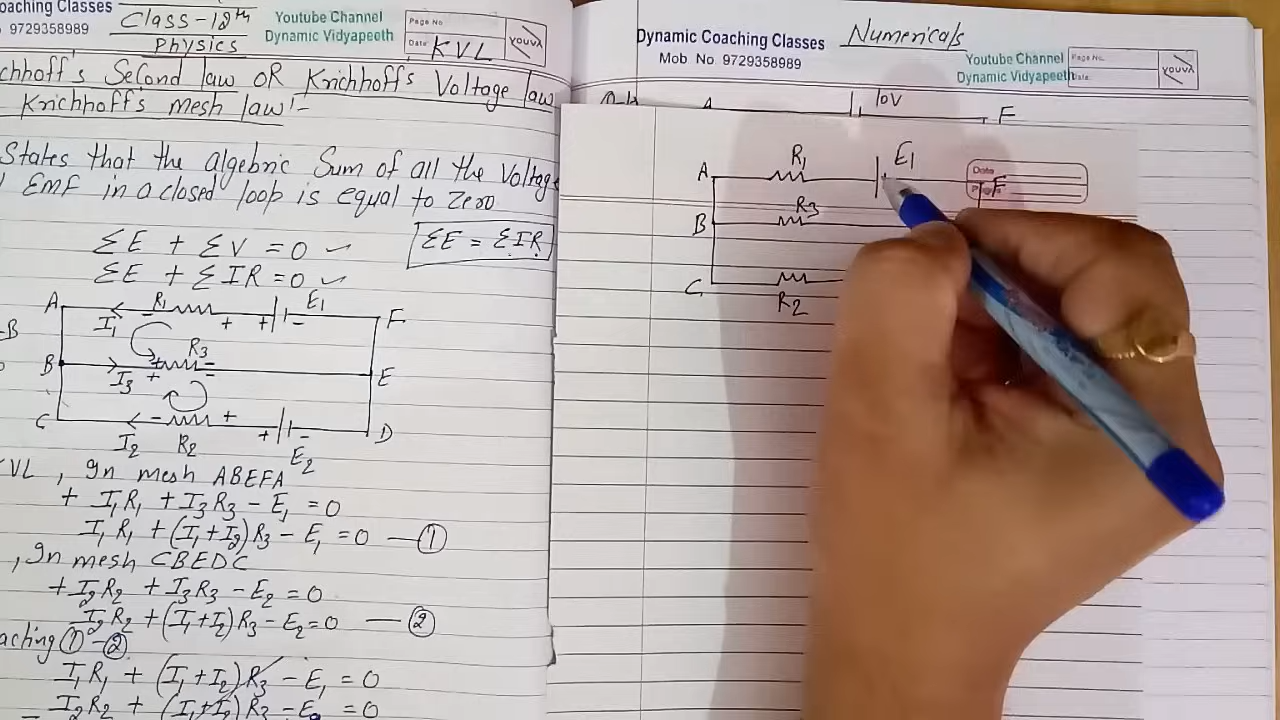 oaching Classes
9729358989
Class-12th
Physics
Youtube Channel
Dynamic Vidyapeeth
Page No
Date: KVL
YOUVA
chhoff's Second law OR Krichhoff's Voltage law
Krichhoff's mesh law:-
States that the algebric Sum of all the Voltage
EMF in a closed loop is equal to zero
ΣE + ΣV = 0
ΣE = ΣIR
ΣE + ΣIR = 0
A I₁ R₁ + + E₁ - F
B I₃ + R₃ - E
C I₂ - R₂ + + E₂ - D
KVL, In mesh ABEFA
+ I₁R₁ + I₃R₃ - E₁ = 0
I₁R₁ + (I₁+I₂)R₃ - E₁ = 0 — ①
, In mesh CBEDC
+ I₂R₂ + I₃R₃ - E₂ = 0
I₂R₂ + (I₁+I₂)R₃ - E₂ = 0 — ②
acting ① - ②
I₁R₁ + (I₁+I₂)R₃ - E₁ = 0
I₂R₂ + (I₁+I₂)R₃ - E₂ = 0
Dynamic Coaching Classes
Mob No 9729358989
Numericals
Youtube Channel
Dynamic Vidyapeeth
Page No.
Date:
YOUVA
A 10V F
A R₁ E₁ F
Date
B R₃
C R₂